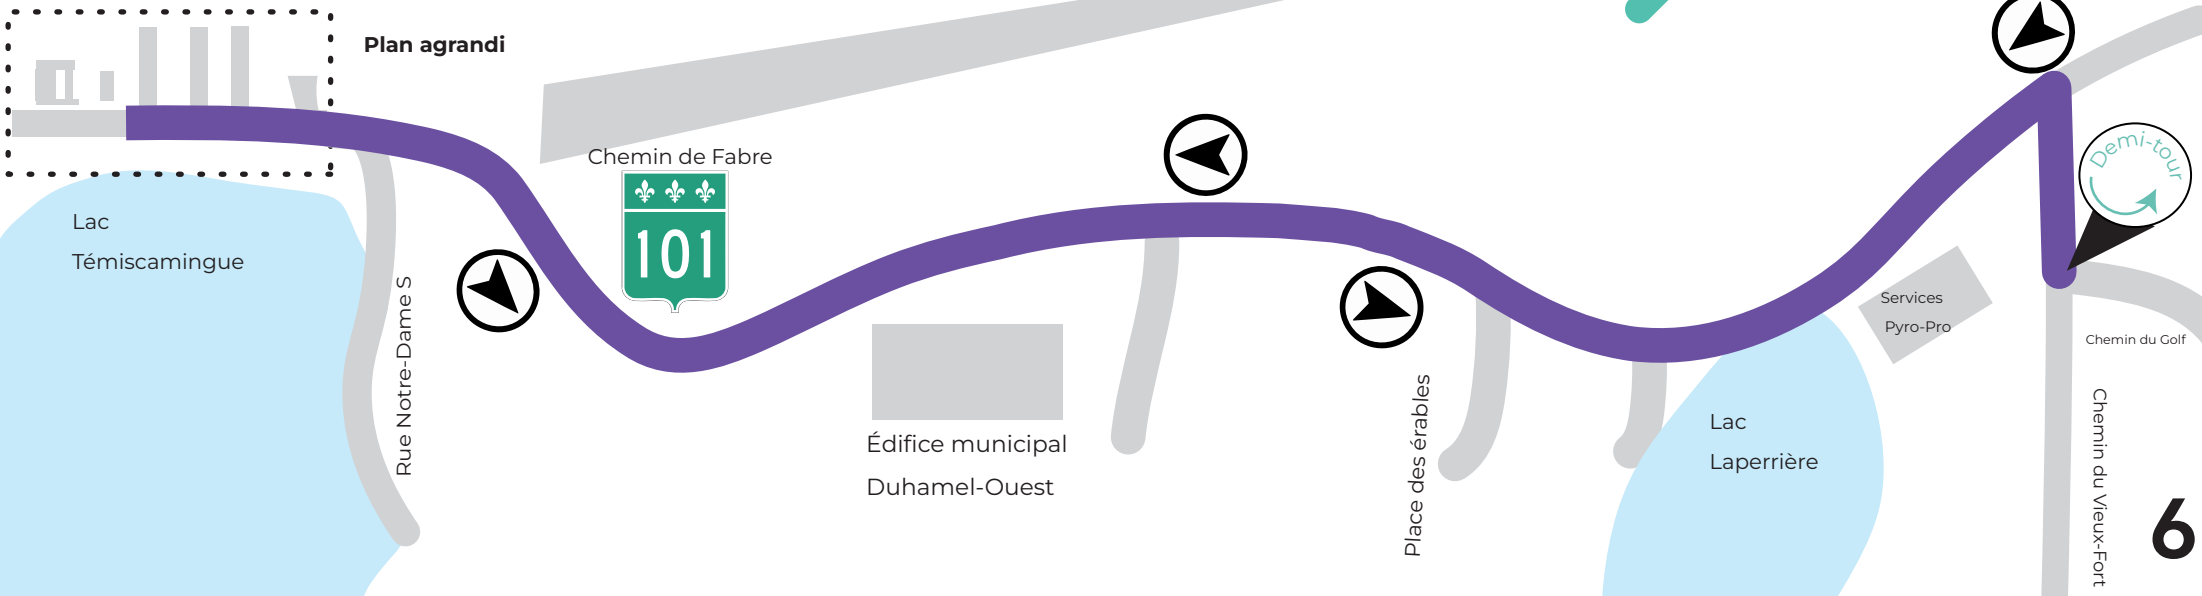 Plan agrandi
Lac
Témiscamingue
Rue Notre-Dame S
Chemin de Fabre
101
Édifice municipal
Duhamel-Ouest
Place des érables
Lac
Laperrière
Services
Pyro-Pro
Demi-tour
Chemin du Golf
Chemin du Vieux-Fort
6